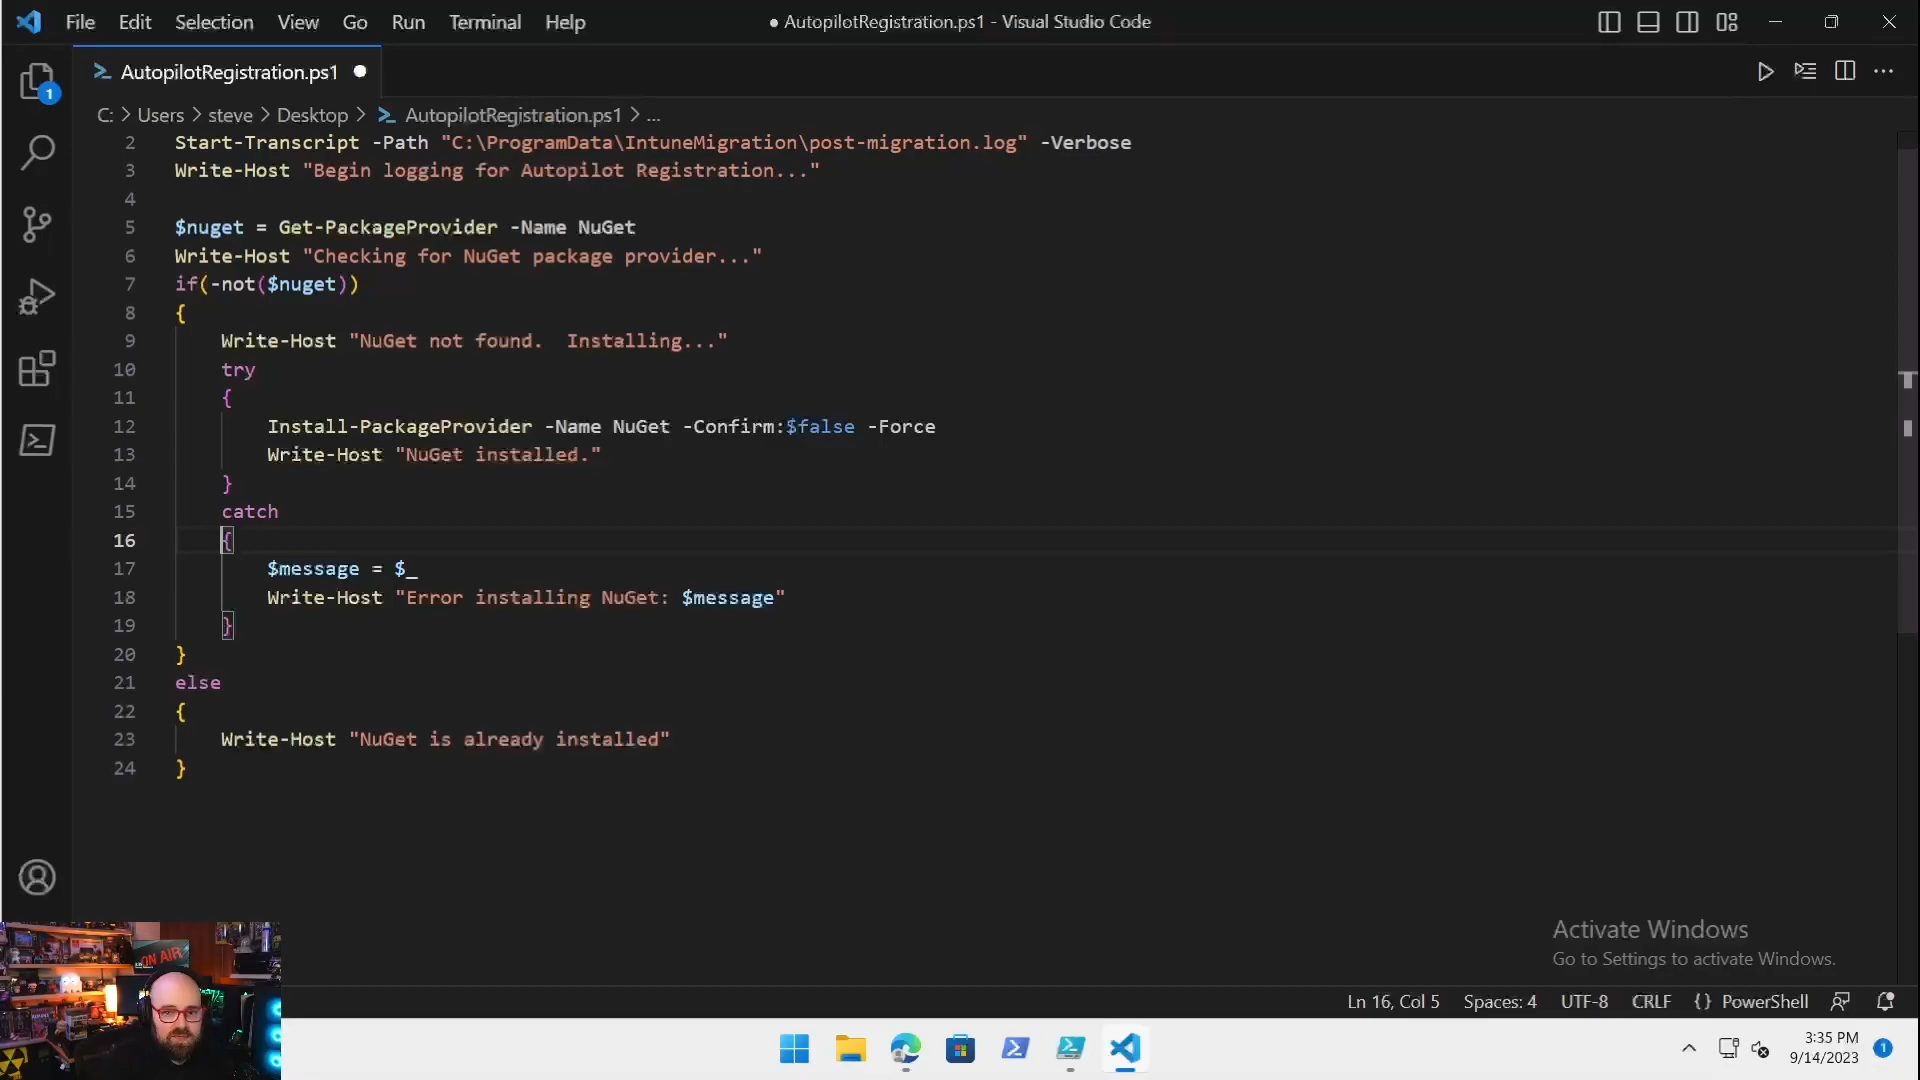 File Edit Selection View Go Run Terminal Help
● AutopilotRegistration.ps1 - Visual Studio Code
AutopilotRegistration.ps1
C: > Users > steve > Desktop > AutopilotRegistration.ps1 > ...
1
2 Start-Transcript -Path "C:\ProgramData\IntuneMigration\post-migration.log" -Verbose
3 Write-Host "Begin logging for Autopilot Registration..."
4
5 $nuget = Get-PackageProvider -Name NuGet
6 Write-Host "Checking for NuGet package provider..."
7 if(-not($nuget))
8 {
9 Write-Host "NuGet not found.  Installing..."
10 try
11 {
12 Install-PackageProvider -Name NuGet -Confirm:$false -Force
13 Write-Host "NuGet installed."
14 }
15 catch
16 {
17 $message = $_
18 Write-Host "Error installing NuGet: $message"
19 }
20 }
21 else
22 {
23 Write-Host "NuGet is already installed"
24 }
ON AIR
Activate Windows
Go to Settings to activate Windows.
Ln 16, Col 5 Spaces: 4 UTF-8 CRLF {} PowerShell
3:35 PM
9/14/2023
1